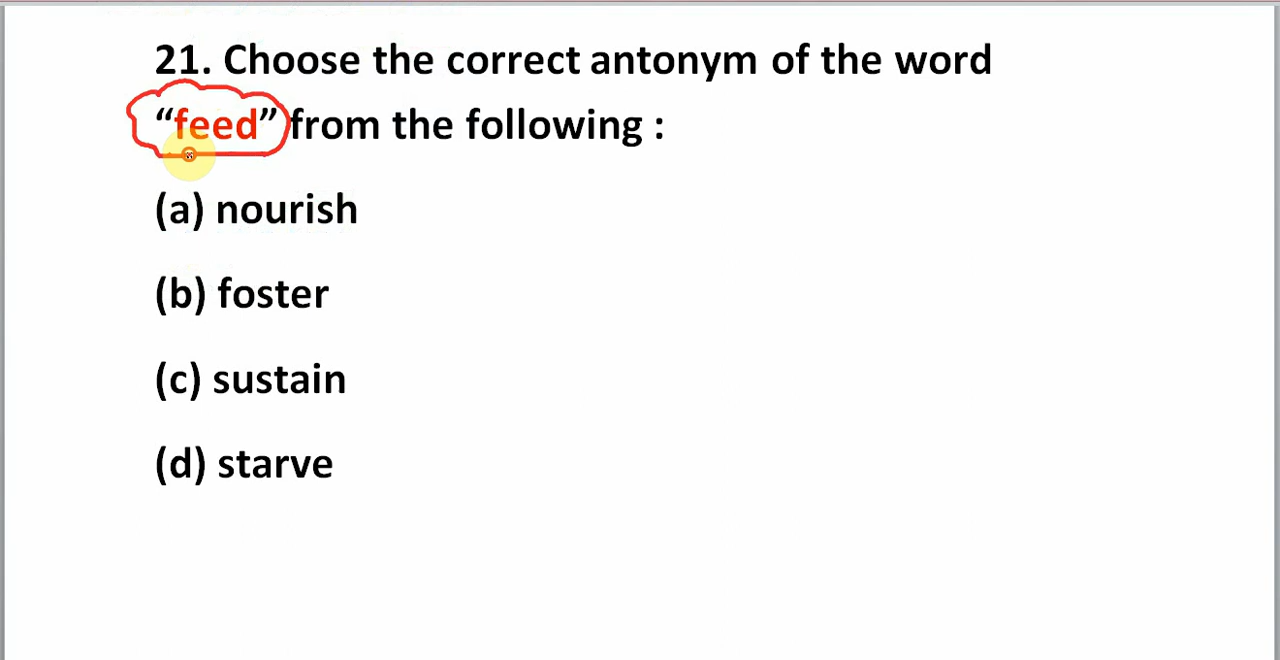 21. Choose the correct antonym of the word
“feed” from the following :
(a) nourish
(b) foster
(c) sustain
(d) starve